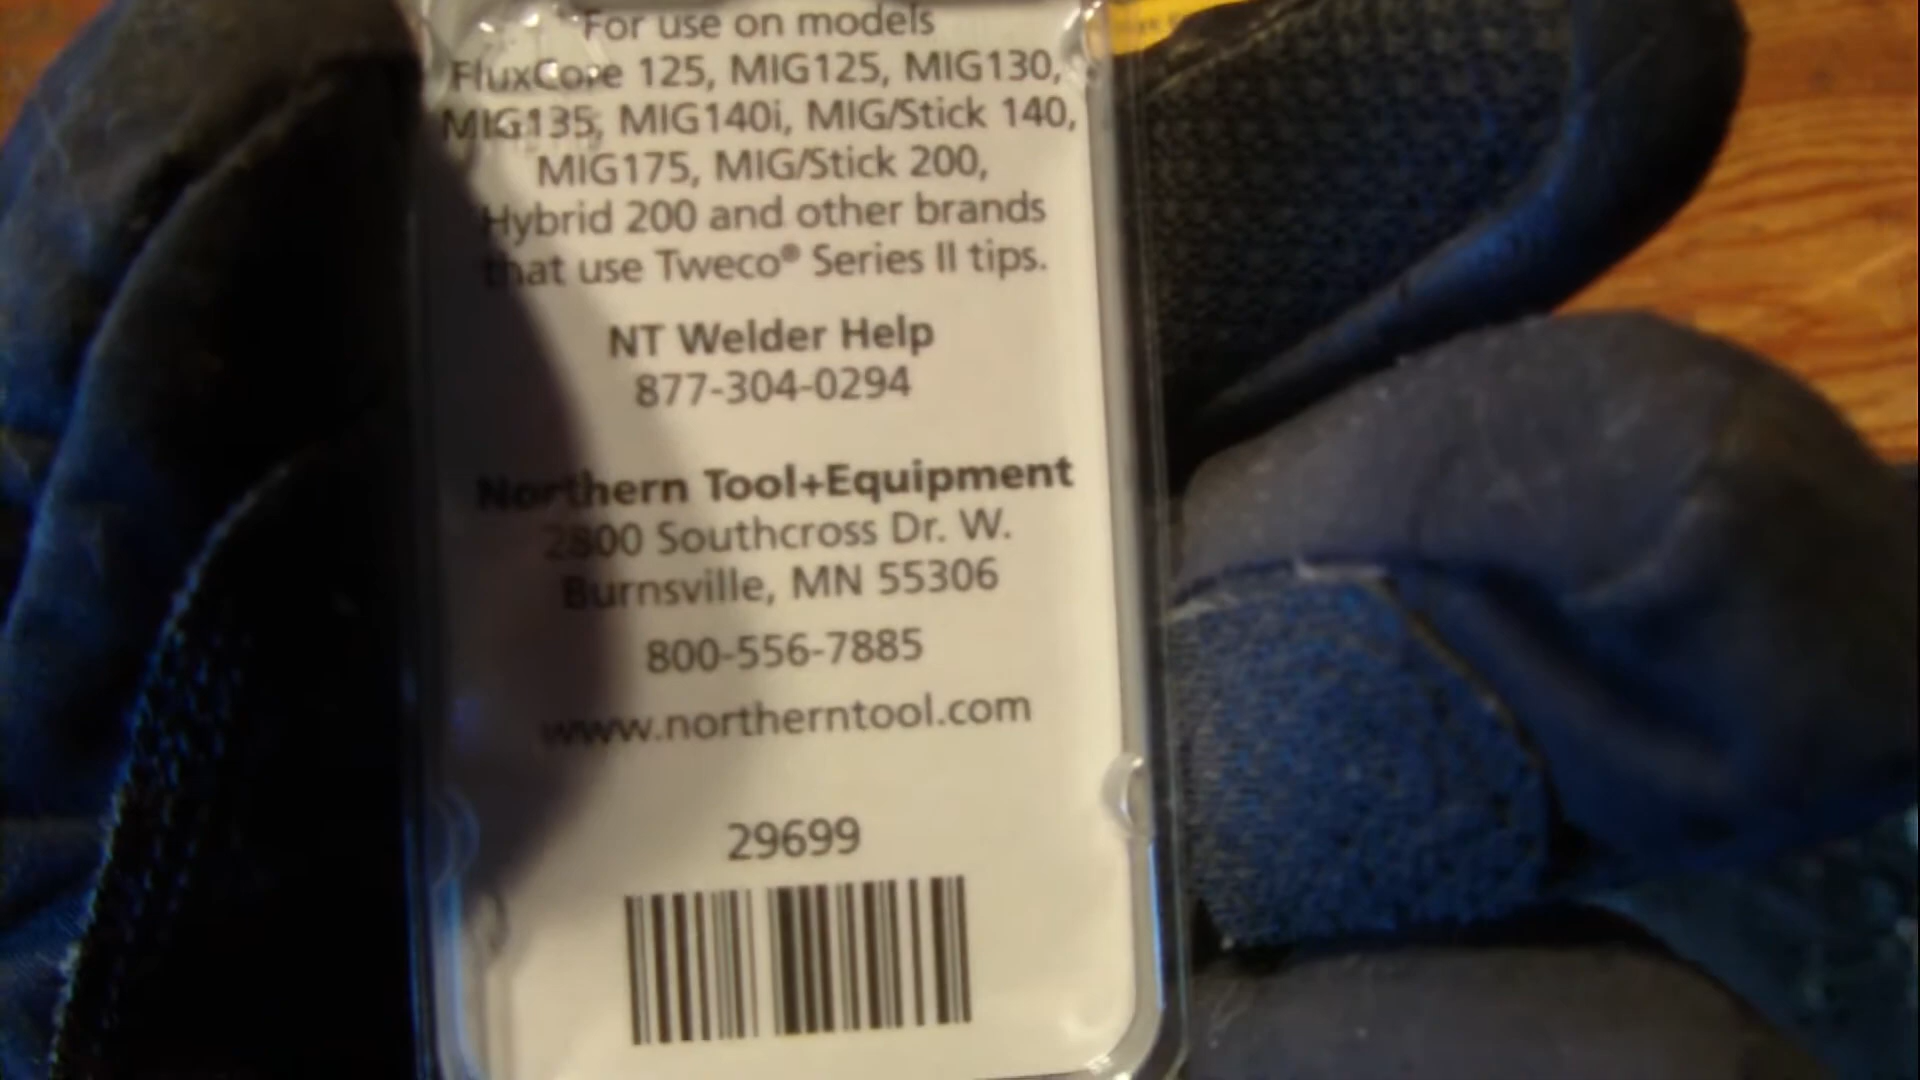 For use on models
FluxCore 125, MIG125, MIG130,
MIG135, MIG140i, MIG/Stick 140,
MIG175, MIG/Stick 200,
Hybrid 200 and other brands
that use Tweco® Series II tips.
NT Welder Help
877-304-0294
Northern Tool+Equipment
2800 Southcross Dr. W.
Burnsville, MN 55306
800-556-7885
www.northerntool.com
29699